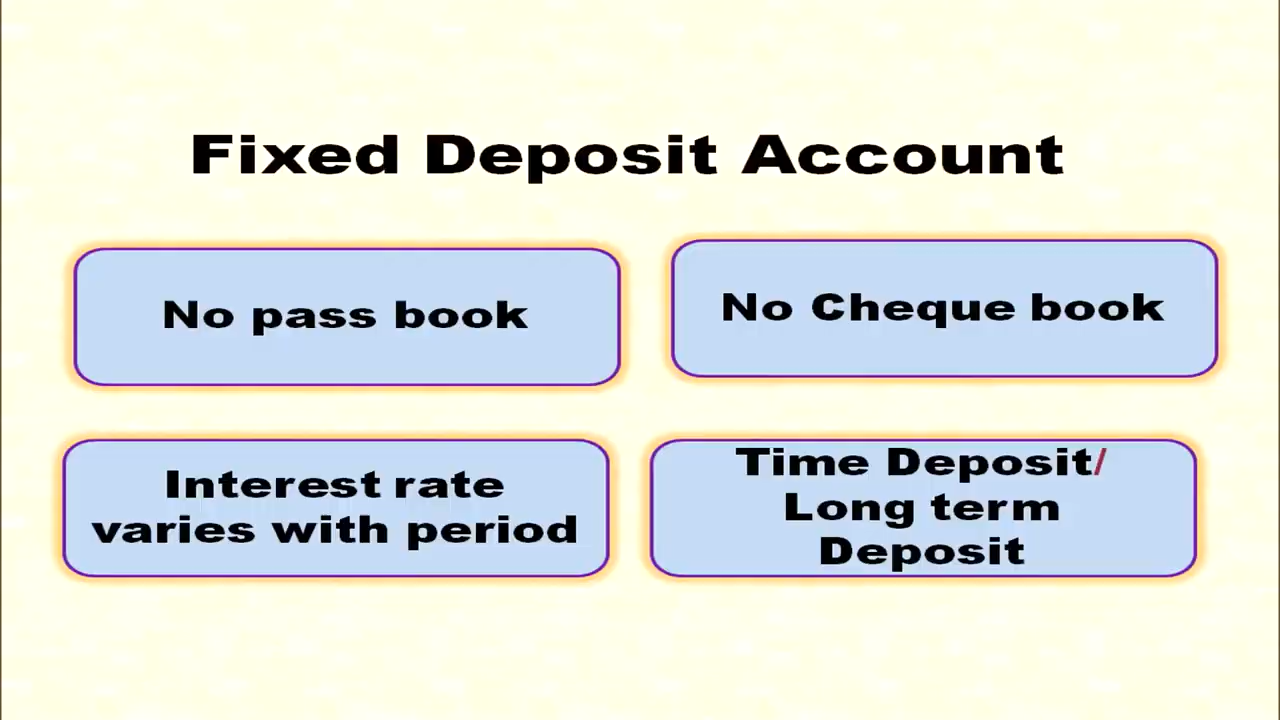 Fixed Deposit Account
No pass book
No Cheque book
Interest rate
varies with period
Time Deposit/
Long term
Deposit